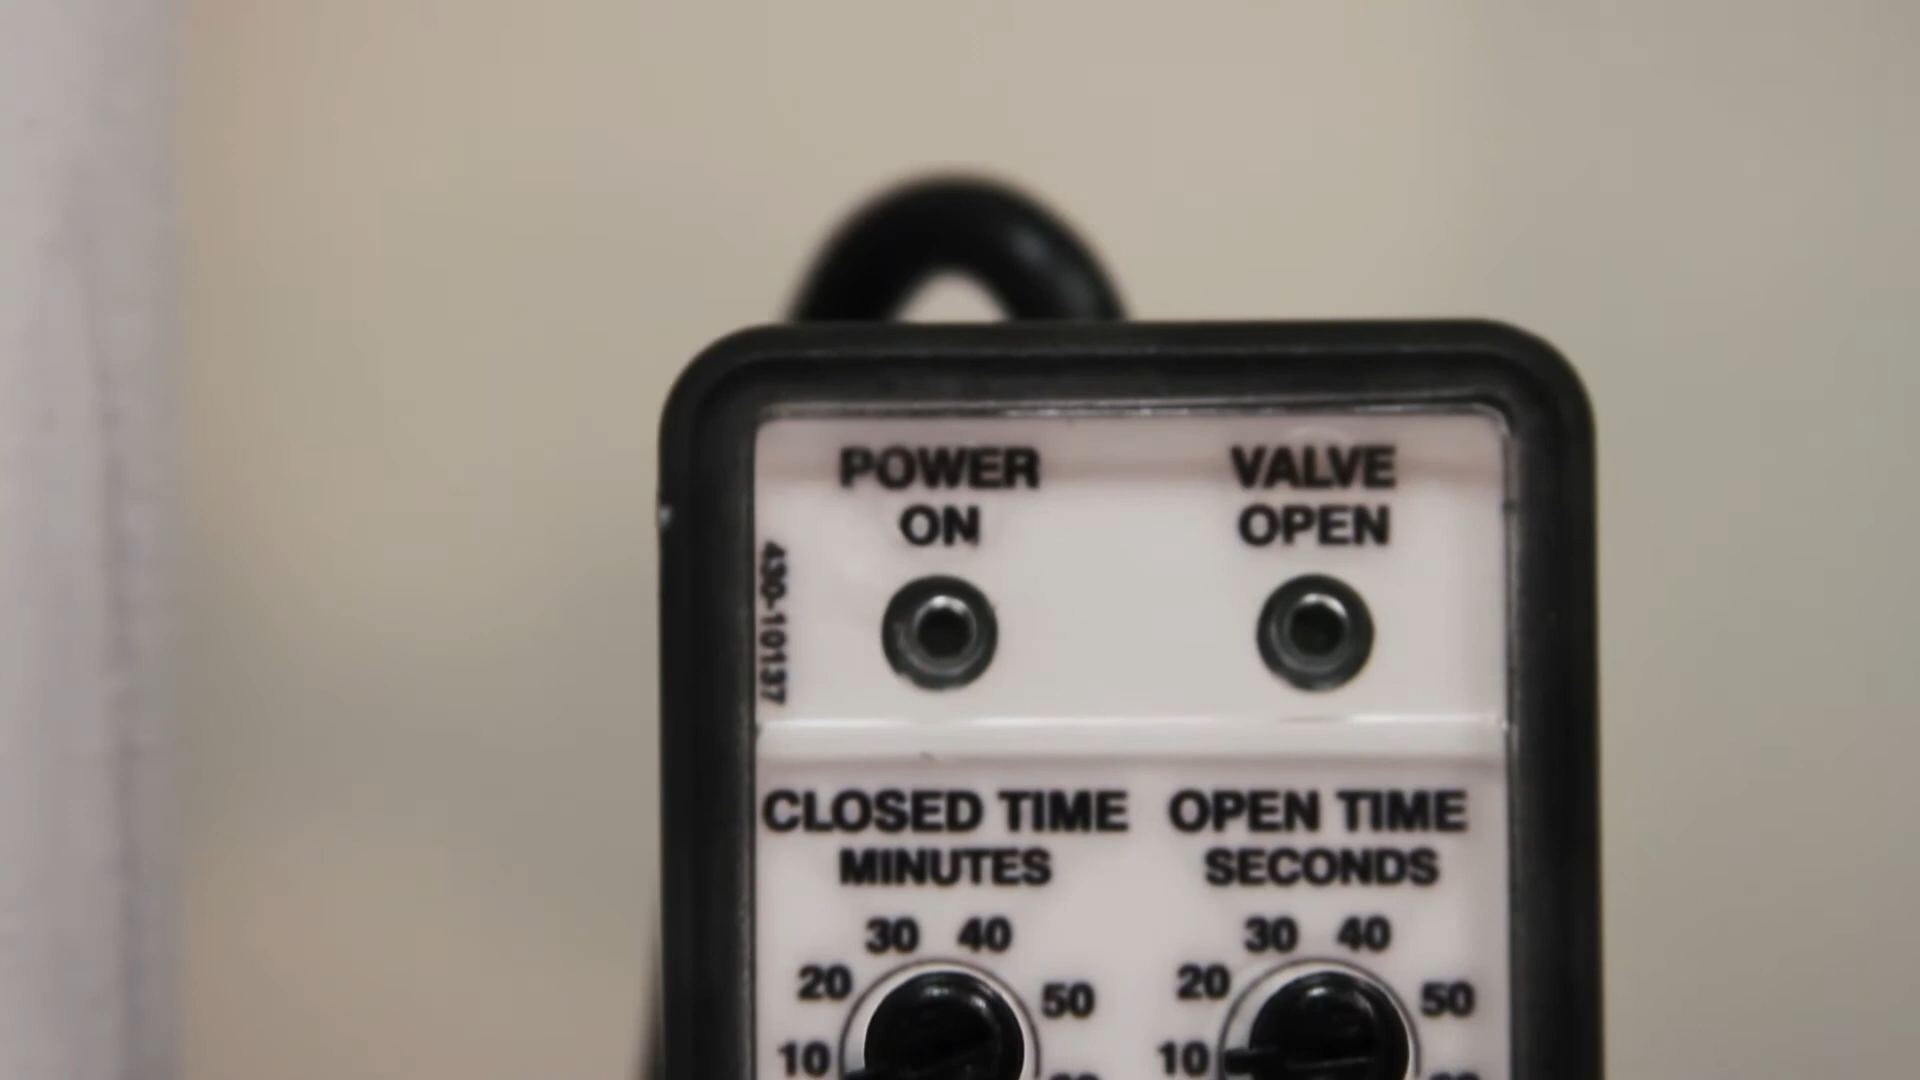 POWER
ON
VALVE
OPEN
430-10137
CLOSED TIME
MINUTES
OPEN TIME
SECONDS
30 40
20
50
10
30 40
20
50
10